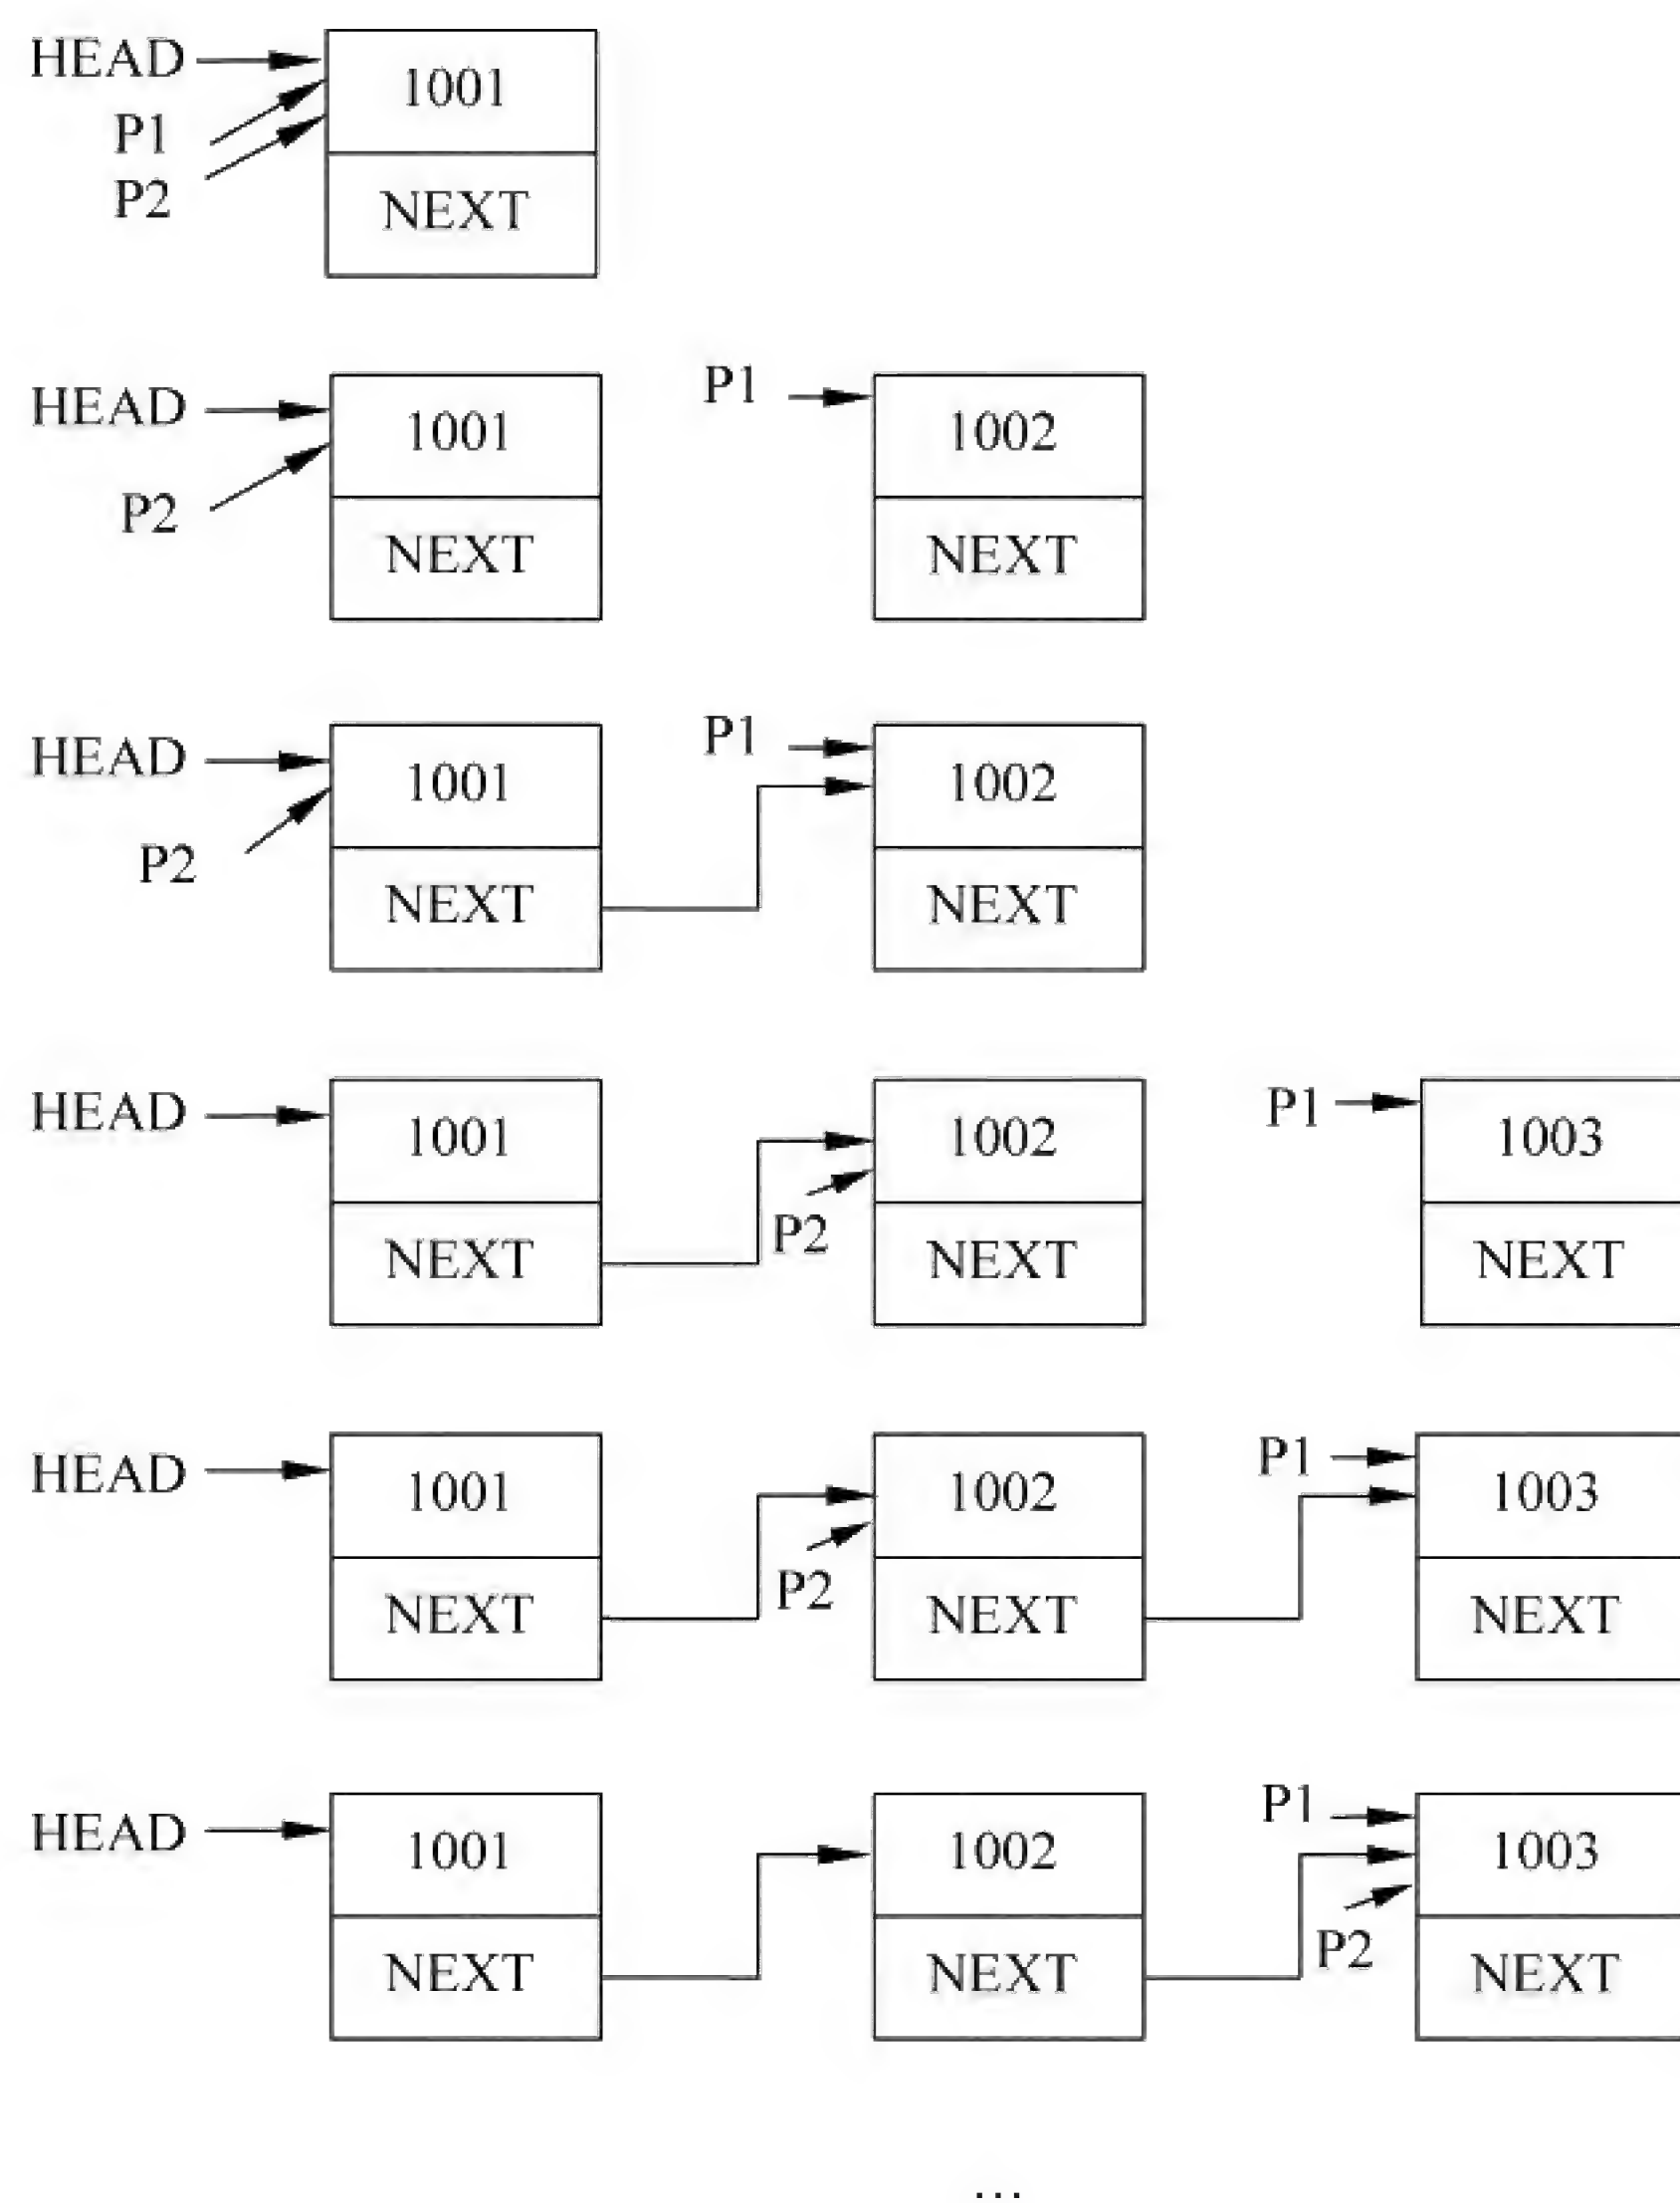 HEAD 1001
P1
P2 NEXT
HEAD 1001 P1 1002
P2 NEXT NEXT
HEAD 1001 P1 1002
P2 NEXT NEXT
HEAD 1001 1002 P1 1003
NEXT P2 NEXT NEXT
HEAD 1001 1002 P1 1003
NEXT P2 NEXT NEXT
HEAD 1001 1002 P1 1003
NEXT NEXT P2 NEXT
...